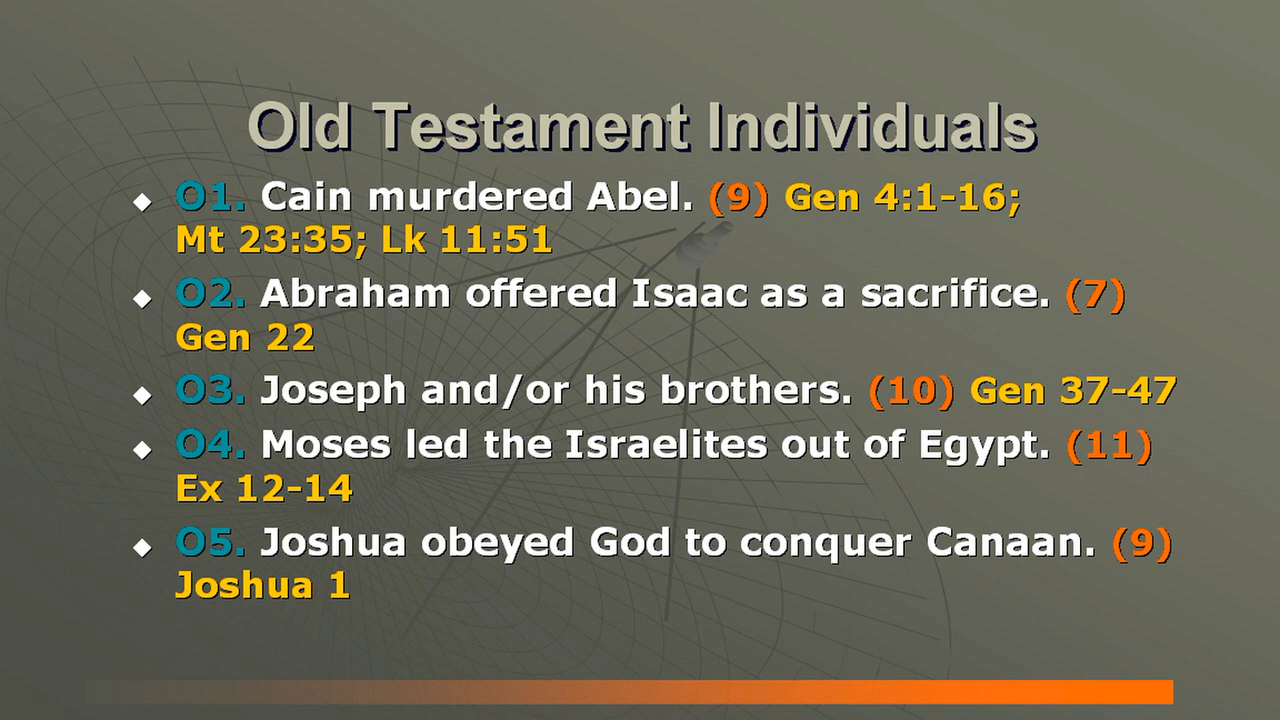 Old Testament Individuals
◆ O1. Cain murdered Abel. (9) Gen 4:1-16;
Mt 23:35; Lk 11:51
◆ O2. Abraham offered Isaac as a sacrifice. (7)
Gen 22
◆ O3. Joseph and/or his brothers. (10) Gen 37-47
◆ O4. Moses led the Israelites out of Egypt. (11)
Ex 12-14
◆ O5. Joshua obeyed God to conquer Canaan. (9)
Joshua 1